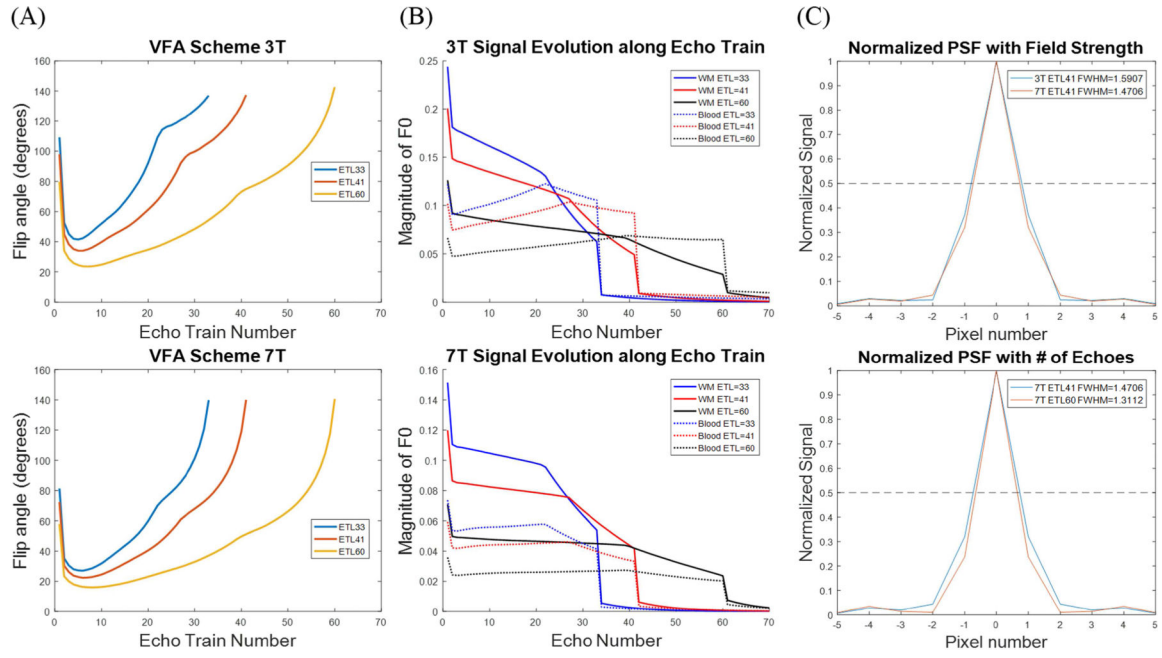 (A)
(B)
(C)
VFA Scheme 3T
160
140
120
100
80
60
40
20
0
0
10
20
30
40
50
60
70
Flip angle (degrees)
Echo Train Number
ETL33
ETL41
ETL60
3T Signal Evolution along Echo Train
0.25
0.2
0.15
0.1
0.05
0
0
10
20
30
40
50
60
70
Magnitude of F0
Echo Number
WM ETL=33
WM ETL=41
WM ETL=60
Blood ETL=33
Blood ETL=41
Blood ETL=60
Normalized PSF with Field Strength
1
0.9
0.8
0.7
0.6
0.5
0.4
0.3
0.2
0.1
0
-5
-4
-3
-2
-1
0
1
2
3
4
5
Normalized Signal
Pixel number
3T ETL41 FWHM=1.5907
7T ETL41 FWHM=1.4706
VFA Scheme 7T
160
140
120
100
80
60
40
20
0
0
10
20
30
40
50
60
70
Flip angle (degrees)
Echo Train Number
ETL33
ETL41
ETL60
7T Signal Evolution along Echo Train
0.16
0.14
0.12
0.1
0.08
0.06
0.04
0.02
0
0
10
20
30
40
50
60
70
Magnitude of F0
Echo Number
WM ETL=33
WM ETL=41
WM ETL=60
Blood ETL=33
Blood ETL=41
Blood ETL=60
Normalized PSF with # of Echoes
1
0.9
0.8
0.7
0.6
0.5
0.4
0.3
0.2
0.1
0
-5
-4
-3
-2
-1
0
1
2
3
4
5
Normalized Signal
Pixel number
7T ETL41 FWHM=1.4706
7T ETL60 FWHM=1.3112